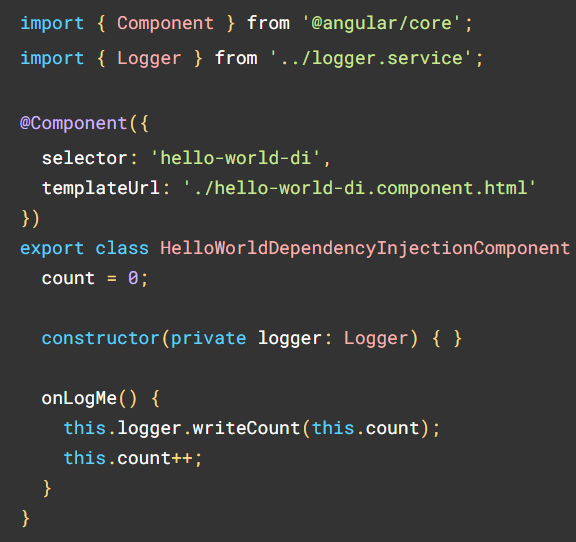 import { Component } from '@angular/core';
import { Logger } from '../logger.service';
@Component({
selector: 'hello-world-di',
templateUrl: './hello-world-di.component.html'
})
export class HelloWorldDependencyInjectionComponent
count = 0;
constructor(private logger: Logger) { }
onLogMe() {
this.logger.writeCount(this.count);
this.count++;
}
}